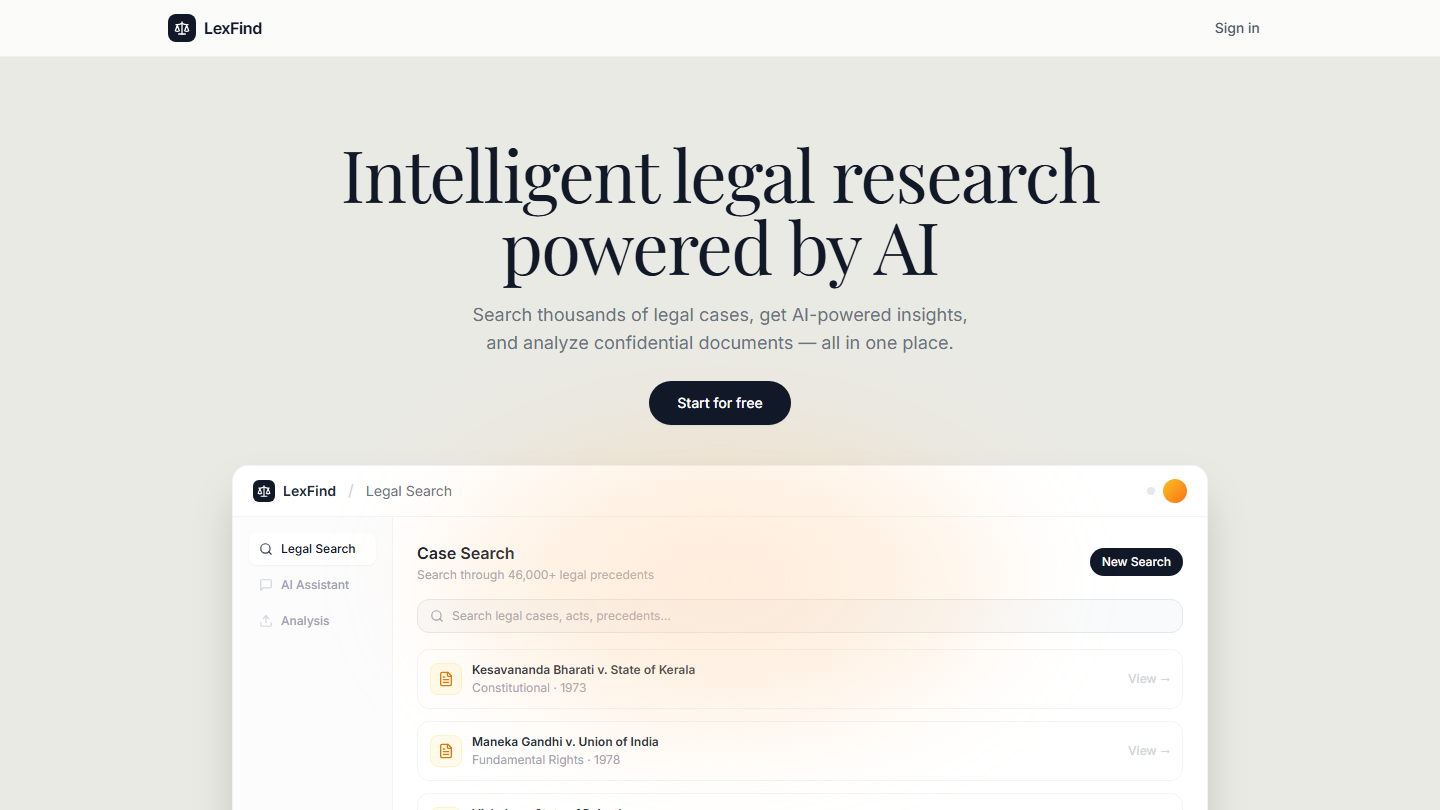 LexFind
Sign in
Intelligent legal research
powered by AI
Search thousands of legal cases, get AI-powered insights,
and analyze confidential documents — all in one place.
Start for free
LexFind / Legal Search
Legal Search
AI Assistant
Analysis
Case Search
Search through 46,000+ legal precedents
New Search
Search legal cases, acts, precedents...
Kesavananda Bharati v. State of Kerala
Constitutional · 1973
View →
Maneka Gandhi v. Union of India
Fundamental Rights · 1978
View →